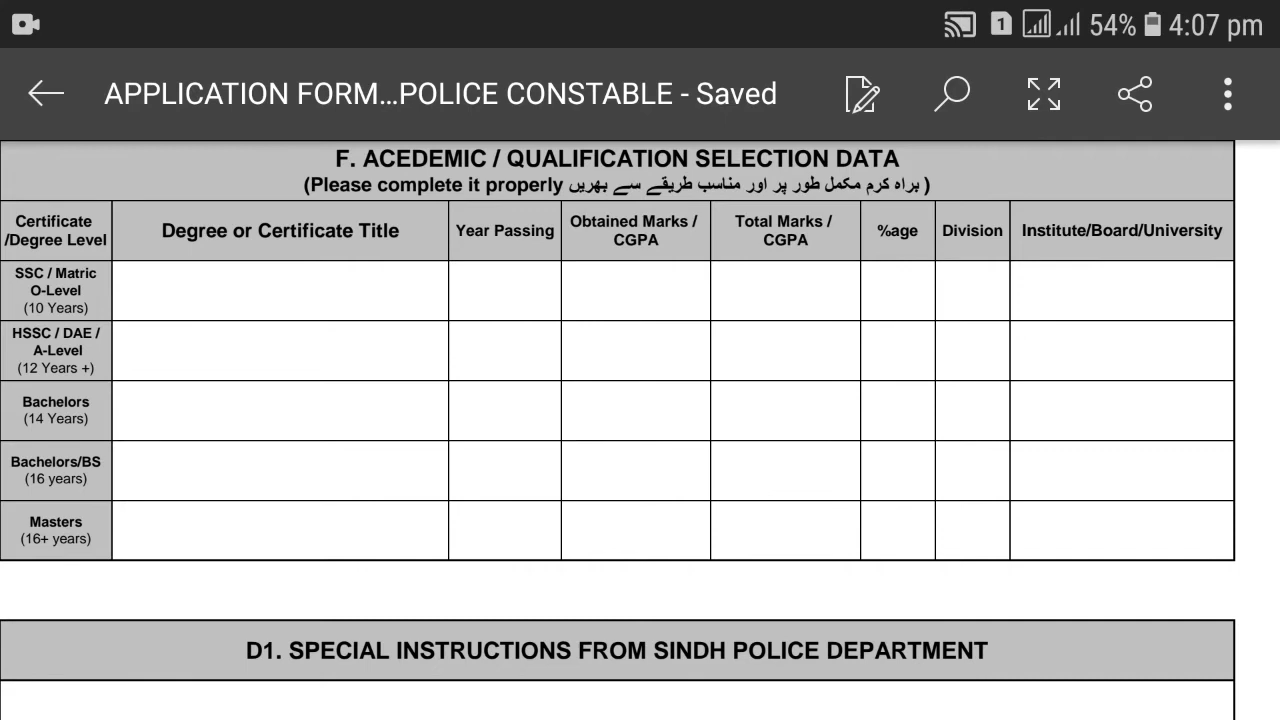 1 54% 4:07 pm
APPLICATION FORM...POLICE CONSTABLE - Saved
F. ACEDEMIC / QUALIFICATION SELECTION DATA
(Please complete it properly براہ کرم مکمل طور پر اور مناسب طریقے سے بھریں )
Certificate /Degree Level Degree or Certificate Title Year Passing Obtained Marks / CGPA Total Marks / CGPA %age Division Institute/Board/University
SSC / Matric
O-Level
(10 Years)
HSSC / DAE /
A-Level
(12 Years +)
Bachelors
(14 Years)
Bachelors/BS
(16 years)
Masters
(16+ years)
D1. SPECIAL INSTRUCTIONS FROM SINDH POLICE DEPARTMENT